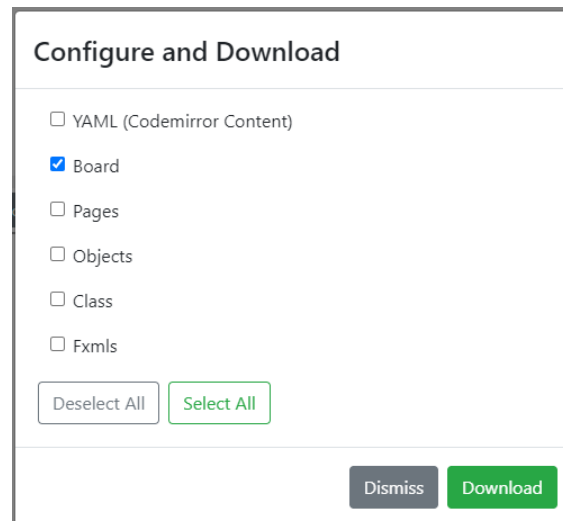 Configure and Download
YAML (Codemirror Content)
Board
Pages
Objects
Class
Fxmls
Deselect All Select All
Dismiss Download